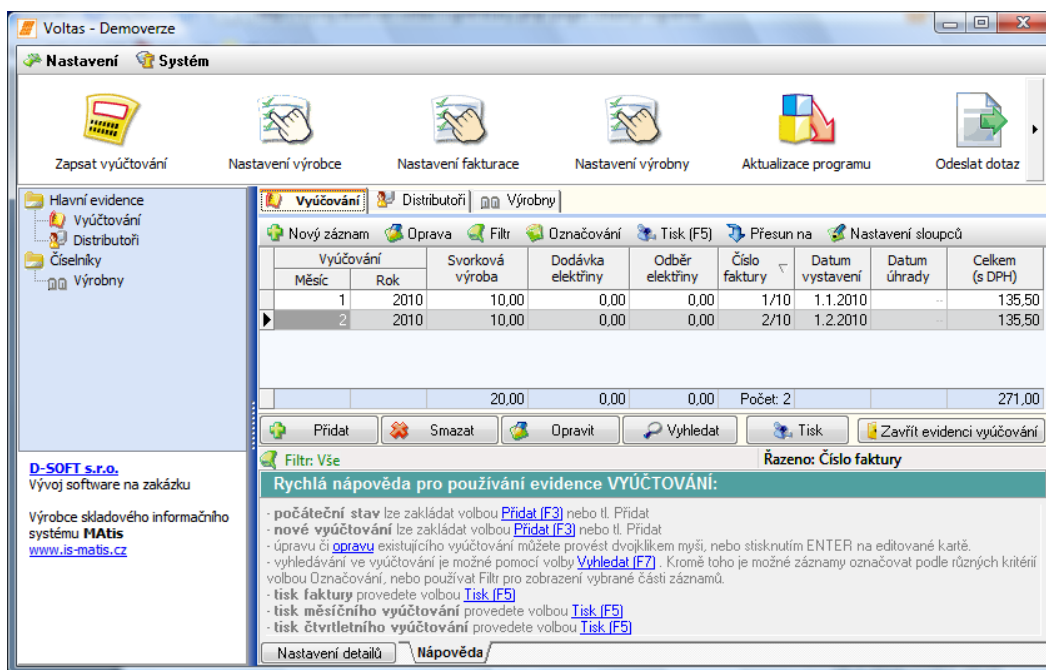 Voltas - Demoverze
Nastavení Systém
Zapsat vyúčtování Nastavení výrobce Nastavení fakturace Nastavení výrobny Aktualizace programu Odeslat dotaz
Hlavní evidence
Vyúčtování
Distributoři
Číselníky
Výrobny
Vyúčování Distributoři Výrobny
Nový záznam Oprava Filtr Označování Tisk (F5) Přesun na Nastavení sloupců
Vyúčování Svorková Dodávka Odběr Číslo Datum Datum Celkem
Měsíc Rok výroba elektřiny elektřiny faktury vystavení úhrady (s DPH)
1 2010 10,00 0,00 0,00 1/10 1.1.2010 -- 135,50
2 2010 10,00 0,00 0,00 2/10 1.2.2010 -- 135,50
20,00 0,00 0,00 Počet: 2 271,00
Přidat Smazat Opravit Vyhledat Tisk Zavřít evidenci vyúčování
Filtr: Vše Řazeno: Číslo faktury
D-SOFT s.r.o.
Vývoj software na zakázku
Výrobce skladového informačního
systému MAtis
www.is-matis.cz
Rychlá nápověda pro používání evidence VYÚČTOVÁNÍ:
- počáteční stav lze zakládat volbou Přidat (F3) nebo tl. Přidat
- nové vyúčtování lze zakládat volbou Přidat (F3) nebo tl. Přidat
- úpravu či opravu existujícího vyúčtování můžete provést dvojklikem myši, nebo stisknutím ENTER na editované kartě.
- vyhledávání ve vyúčtování je možné pomocí volby Vyhledat (F7) . Kromě toho je možné záznamy označovat podle různých kritérií
volbou Označování, nebo používat Filtr pro zobrazení vybrané části záznamů.
- tisk faktury provedete volbou Tisk (F5)
- tisk měsíčního vyúčtování provedete volbou Tisk (F5)
- tisk čtvrtletního vyúčtování provedete volbou Tisk (F5)
Nastavení detailů Nápověda